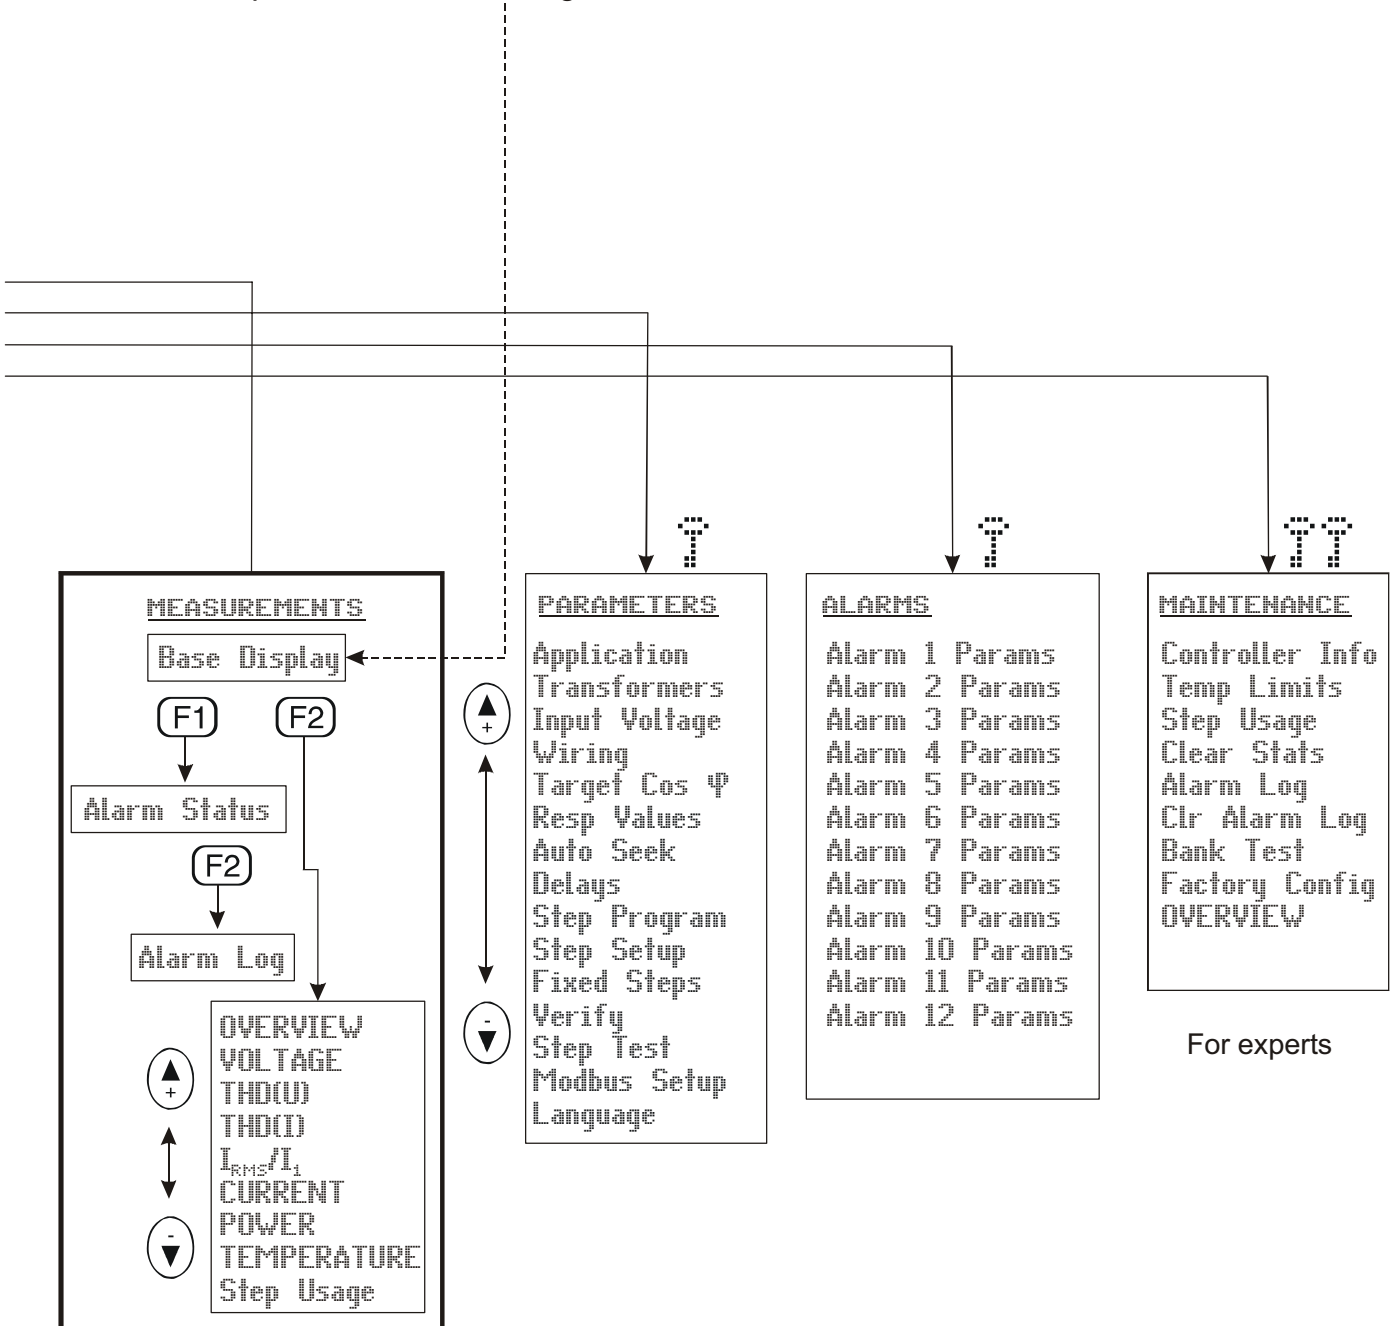 MEASUREMENTS
Base Display
F1
F2
Alarm Status
F2
Alarm Log
OVERVIEW
VOLTAGE
THD(U)
THD(I)
IRMS/I1
CURRENT
POWER
TEMPERATURE
Step Usage
+
-
+
-
PARAMETERS
Application
Transformers
Input Voltage
Wiring
Target Cos φ
Resp Values
Auto Seek
Delays
Step Program
Step Setup
Fixed Steps
Verify
Step Test
Modbus Setup
Language
ALARMS
Alarm 1 Params
Alarm 2 Params
Alarm 3 Params
Alarm 4 Params
Alarm 5 Params
Alarm 6 Params
Alarm 7 Params
Alarm 8 Params
Alarm 9 Params
Alarm 10 Params
Alarm 11 Params
Alarm 12 Params
MAINTENANCE
Controller Info
Temp Limits
Step Usage
Clear Stats
Alarm Log
Clr Alarm Log
Bank Test
Factory Config
OVERVIEW
For experts